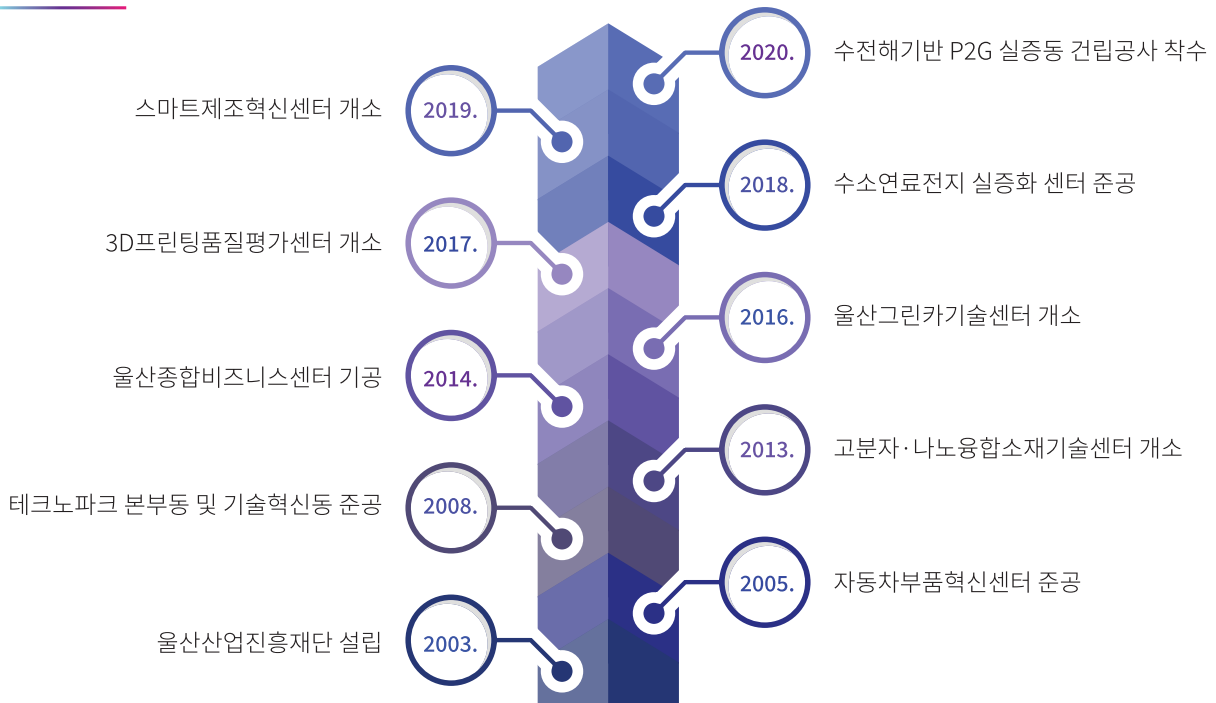 2020.
수전해기반 P2G 실증동 건립공사 착수
2019.
스마트제조혁신센터 개소
2018.
수소연료전지 실증화 센터 준공
2017.
3D프린팅품질평가센터 개소
2016.
울산그린카기술센터 개소
2014.
울산종합비즈니스센터 기공
2013.
고분자·나노융합소재기술센터 개소
2008.
테크노파크 본부동 및 기술혁신동 준공
2005.
자동차부품혁신센터 준공
2003.
울산산업진흥재단 설립